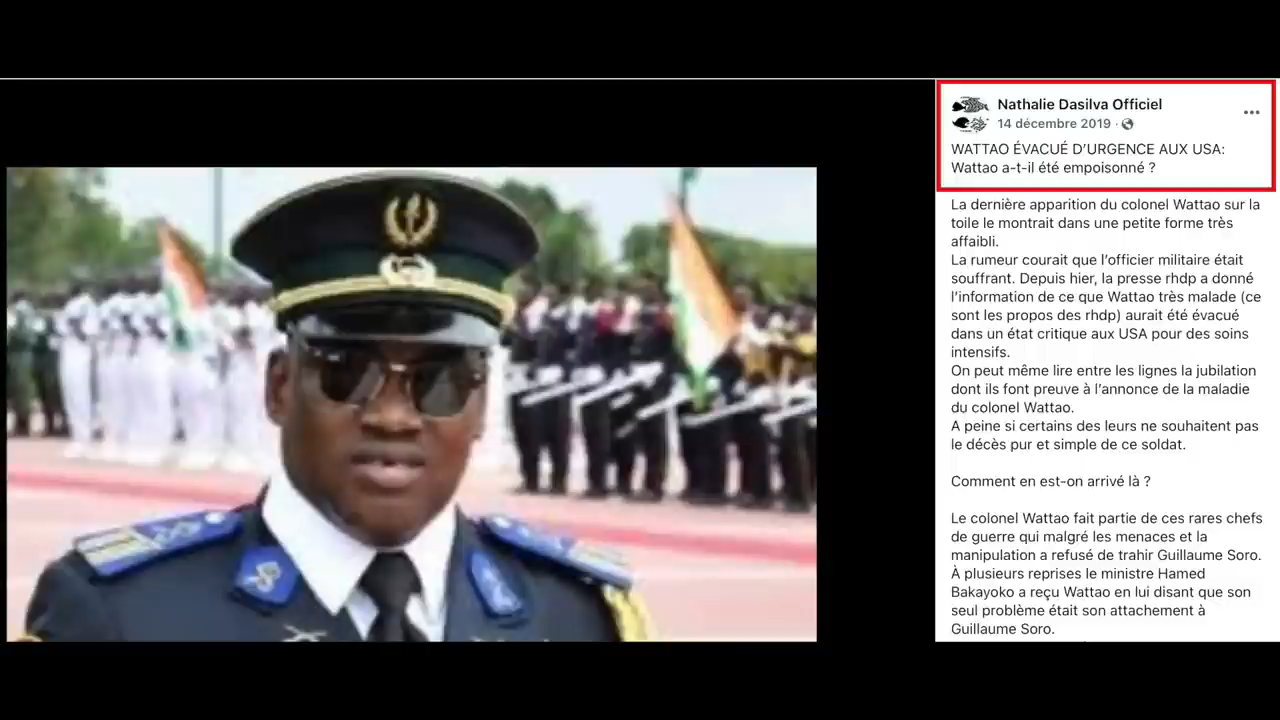 Nathalie Dasilva Officiel
14 décembre 2019 ·
WATTAO ÉVACUÉ D'URGENCE AUX USA:
Wattao a-t-il été empoisonné ?
La dernière apparition du colonel Wattao sur la
toile le montrait dans une petite forme très
affaibli.
La rumeur courait que l'officier militaire était
souffrant. Depuis hier, la presse rhdp a donné
l'information de ce que Wattao très malade (ce
sont les propos des rhdp) aurait été évacué
dans un état critique aux USA pour des soins
intensifs.
On peut même lire entre les lignes la jubilation
dont ils font preuve à l'annonce de la maladie
du colonel Wattao.
A peine si certains des leurs ne souhaitent pas
le décès pur et simple de ce soldat.
Comment en est-on arrivé là ?
Le colonel Wattao fait partie de ces rares chefs
de guerre qui malgré les menaces et la
manipulation a refusé de trahir Guillaume Soro.
À plusieurs reprises le ministre Hamed
Bakayoko a reçu Wattao en lui disant que son
seul problème était son attachement à
Guillaume Soro.